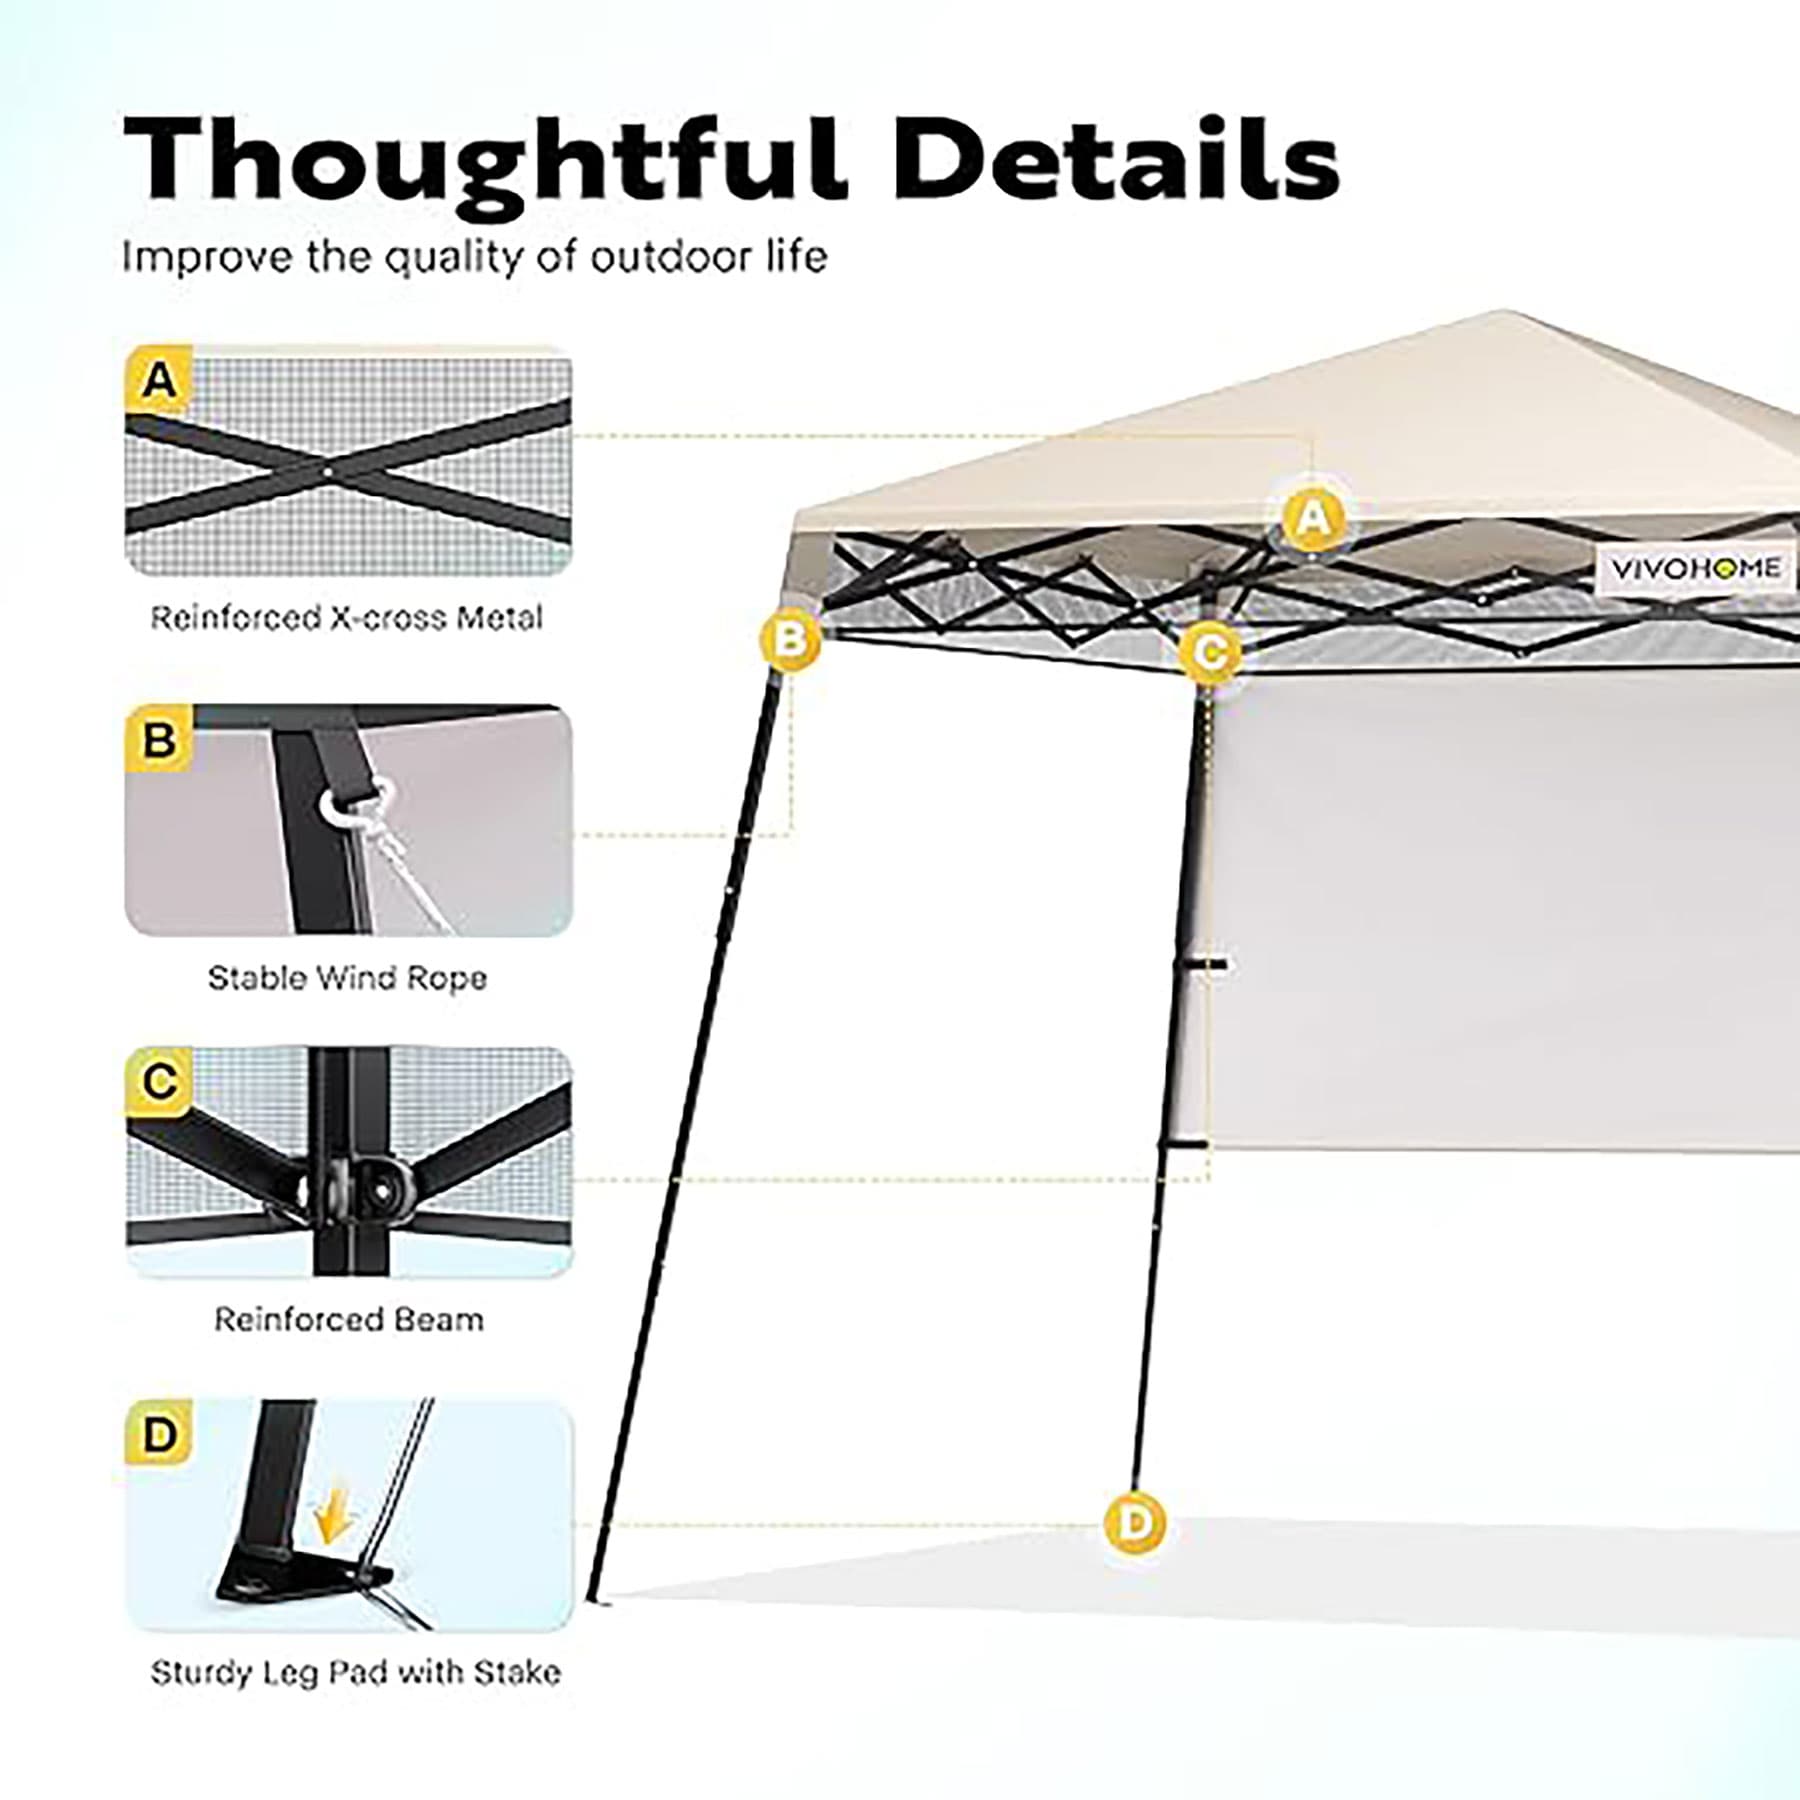 Thoughtful Details
Improve the quality of outdoor life
A
Reinforced X-cross Metal
B
Stable Wind Rope
C
Reinforced Beam
D
Sturdy Leg Pad with Stake
A
VIVOHOME
B
C
D